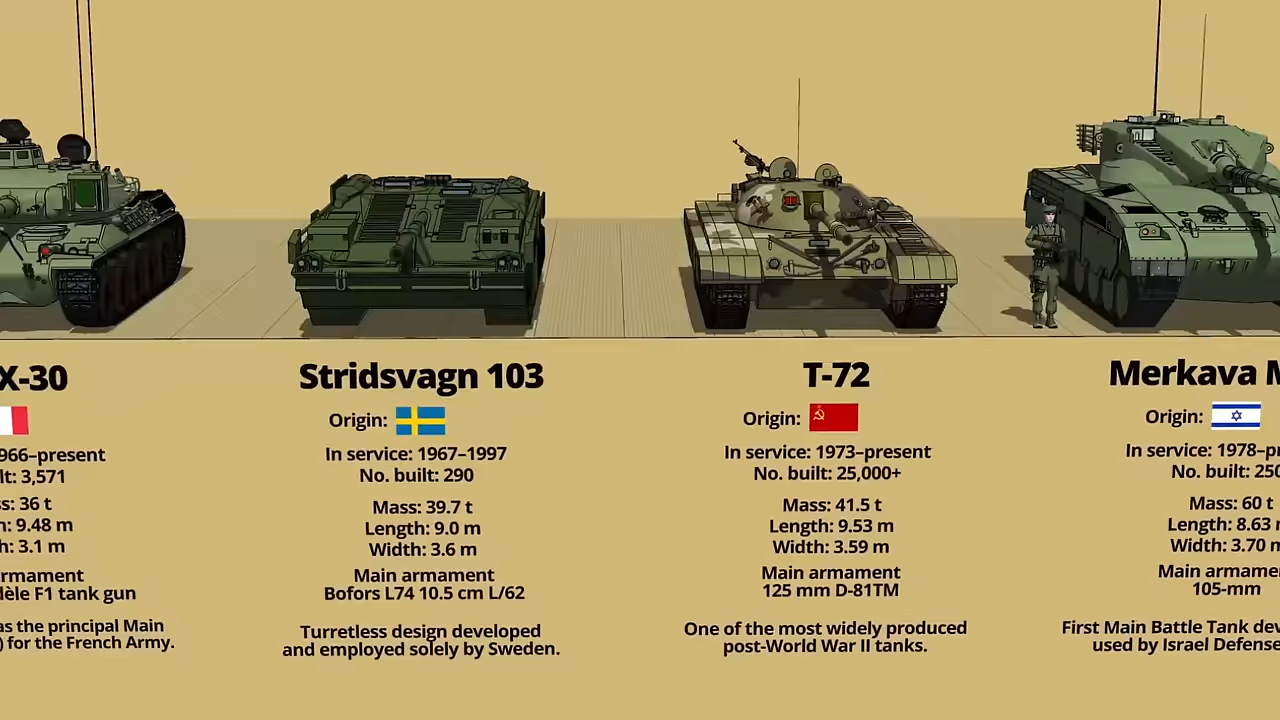 X-30
966–present
lt: 3,571
ss: 36 t
h: 9.48 m
h: 3.1 m
rmament
dèle F1 tank gun
as the principal Main
) for the French Army.
Stridsvagn 103
Origin:
In service: 1967–1997
No. built: 290
Mass: 39.7 t
Length: 9.0 m
Width: 3.6 m
Main armament
Bofors L74 10.5 cm L/62
Turretless design developed
and employed solely by Sweden.
T-72
Origin:
In service: 1973–present
No. built: 25,000+
Mass: 41.5 t
Length: 9.53 m
Width: 3.59 m
Main armament
125 mm D-81TM
One of the most widely produced
post-World War II tanks.
Merkava M
Origin:
In service: 1978–pr
No. built: 250
Mass: 60 t
Length: 8.63 m
Width: 3.70 m
Main armame
105-mm
First Main Battle Tank dev
used by Israel Defense